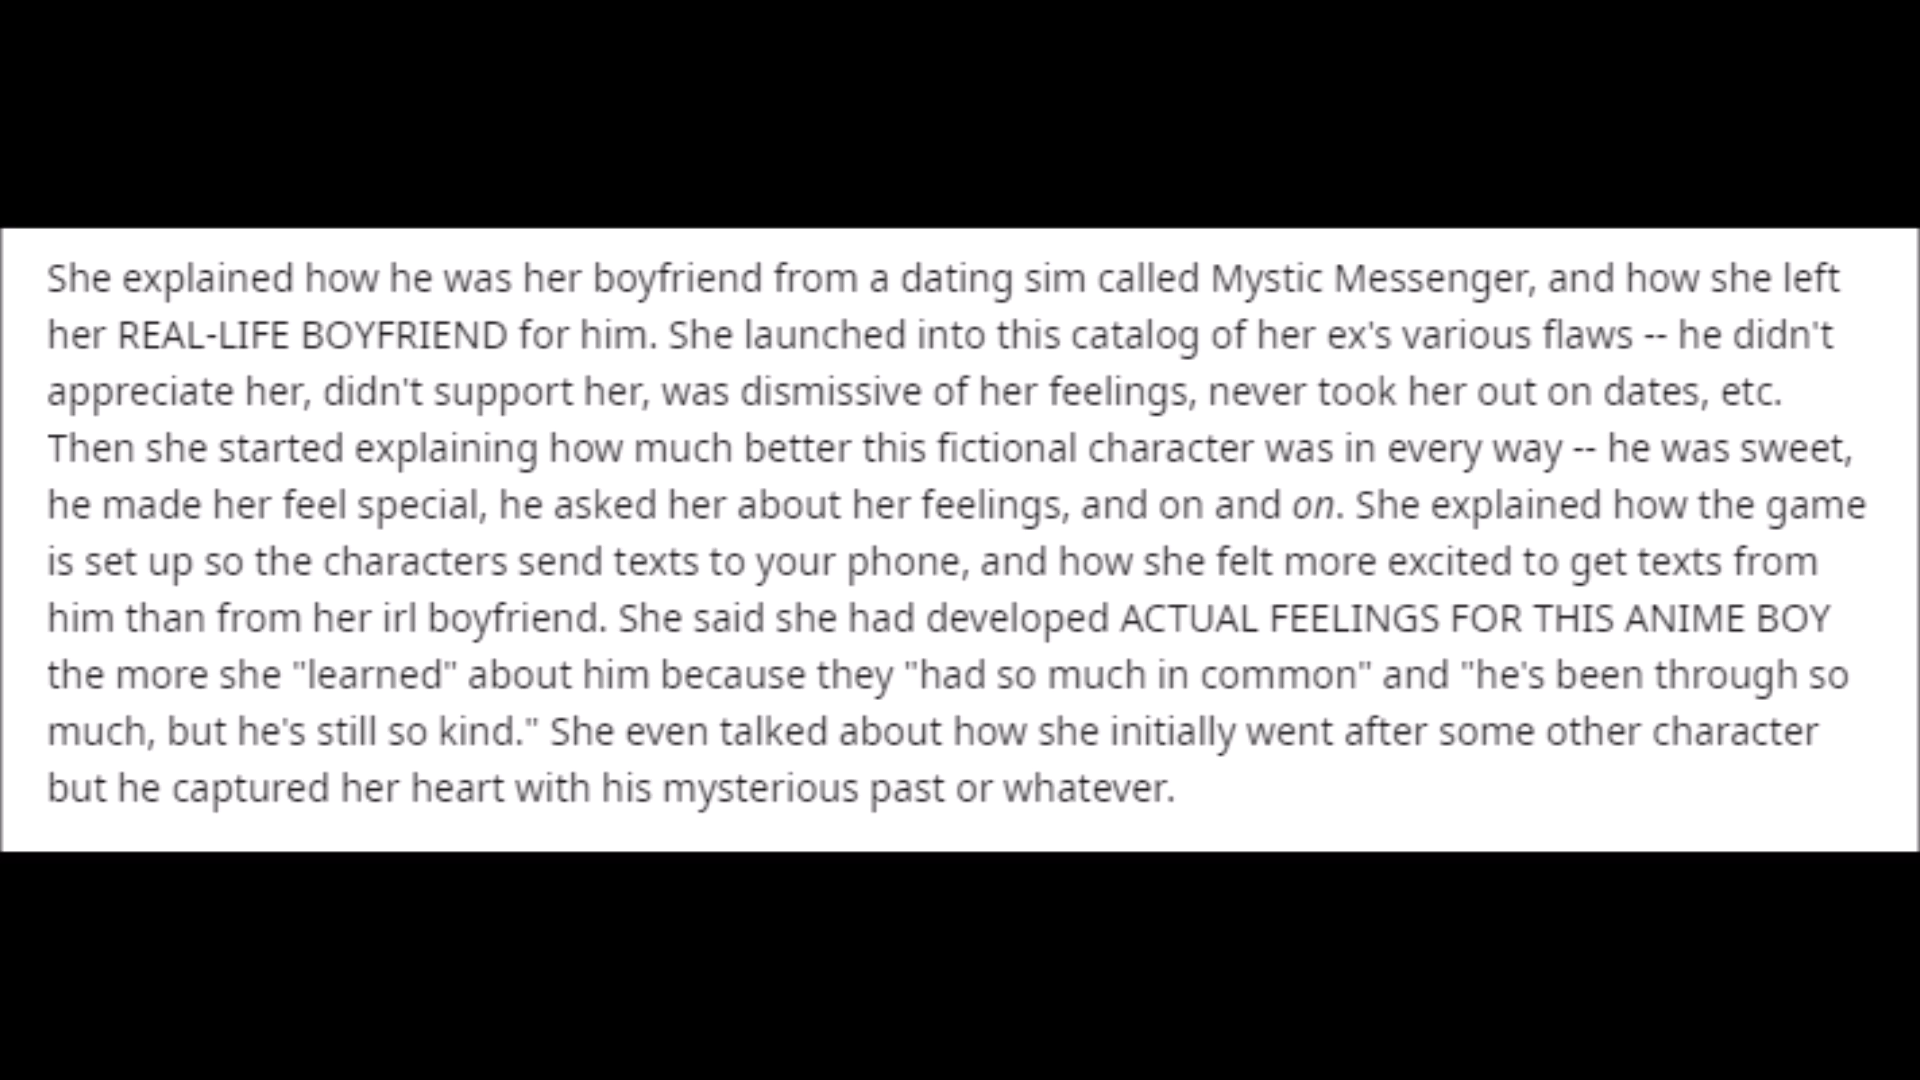 She explained how he was her boyfriend from a dating sim called Mystic Messenger, and how she left
her REAL-LIFE BOYFRIEND for him. She launched into this catalog of her ex's various flaws -- he didn't
appreciate her, didn't support her, was dismissive of her feelings, never took her out on dates, etc.
Then she started explaining how much better this fictional character was in every way -- he was sweet,
he made her feel special, he asked her about her feelings, and on and on. She explained how the game
is set up so the characters send texts to your phone, and how she felt more excited to get texts from
him than from her irl boyfriend. She said she had developed ACTUAL FEELINGS FOR THIS ANIME BOY
the more she "learned" about him because they "had so much in common" and "he's been through so
much, but he's still so kind." She even talked about how she initially went after some other character
but he captured her heart with his mysterious past or whatever.